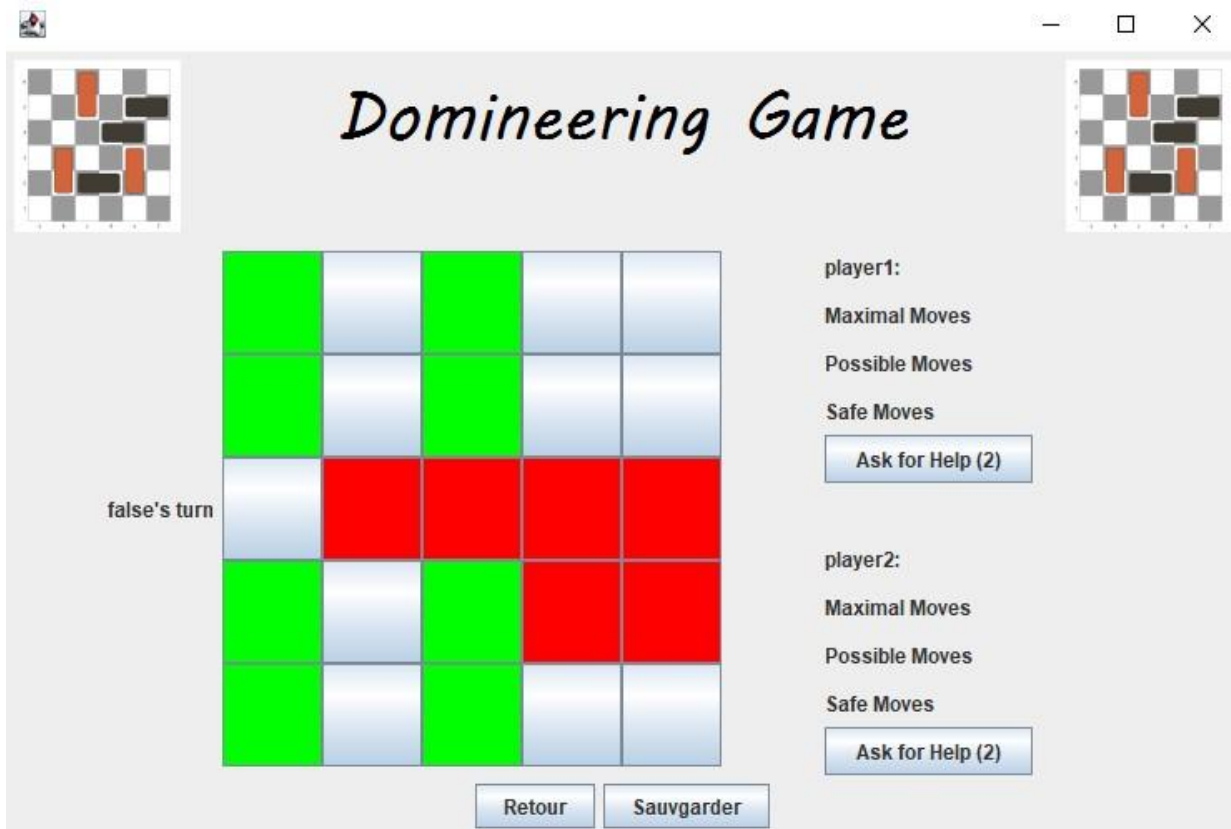 Domineering Game
player1:
Maximal Moves
Possible Moves
Safe Moves
Ask for Help (2)
false's turn
player2:
Maximal Moves
Possible Moves
Safe Moves
Ask for Help (2)
Retour
Sauvgarder